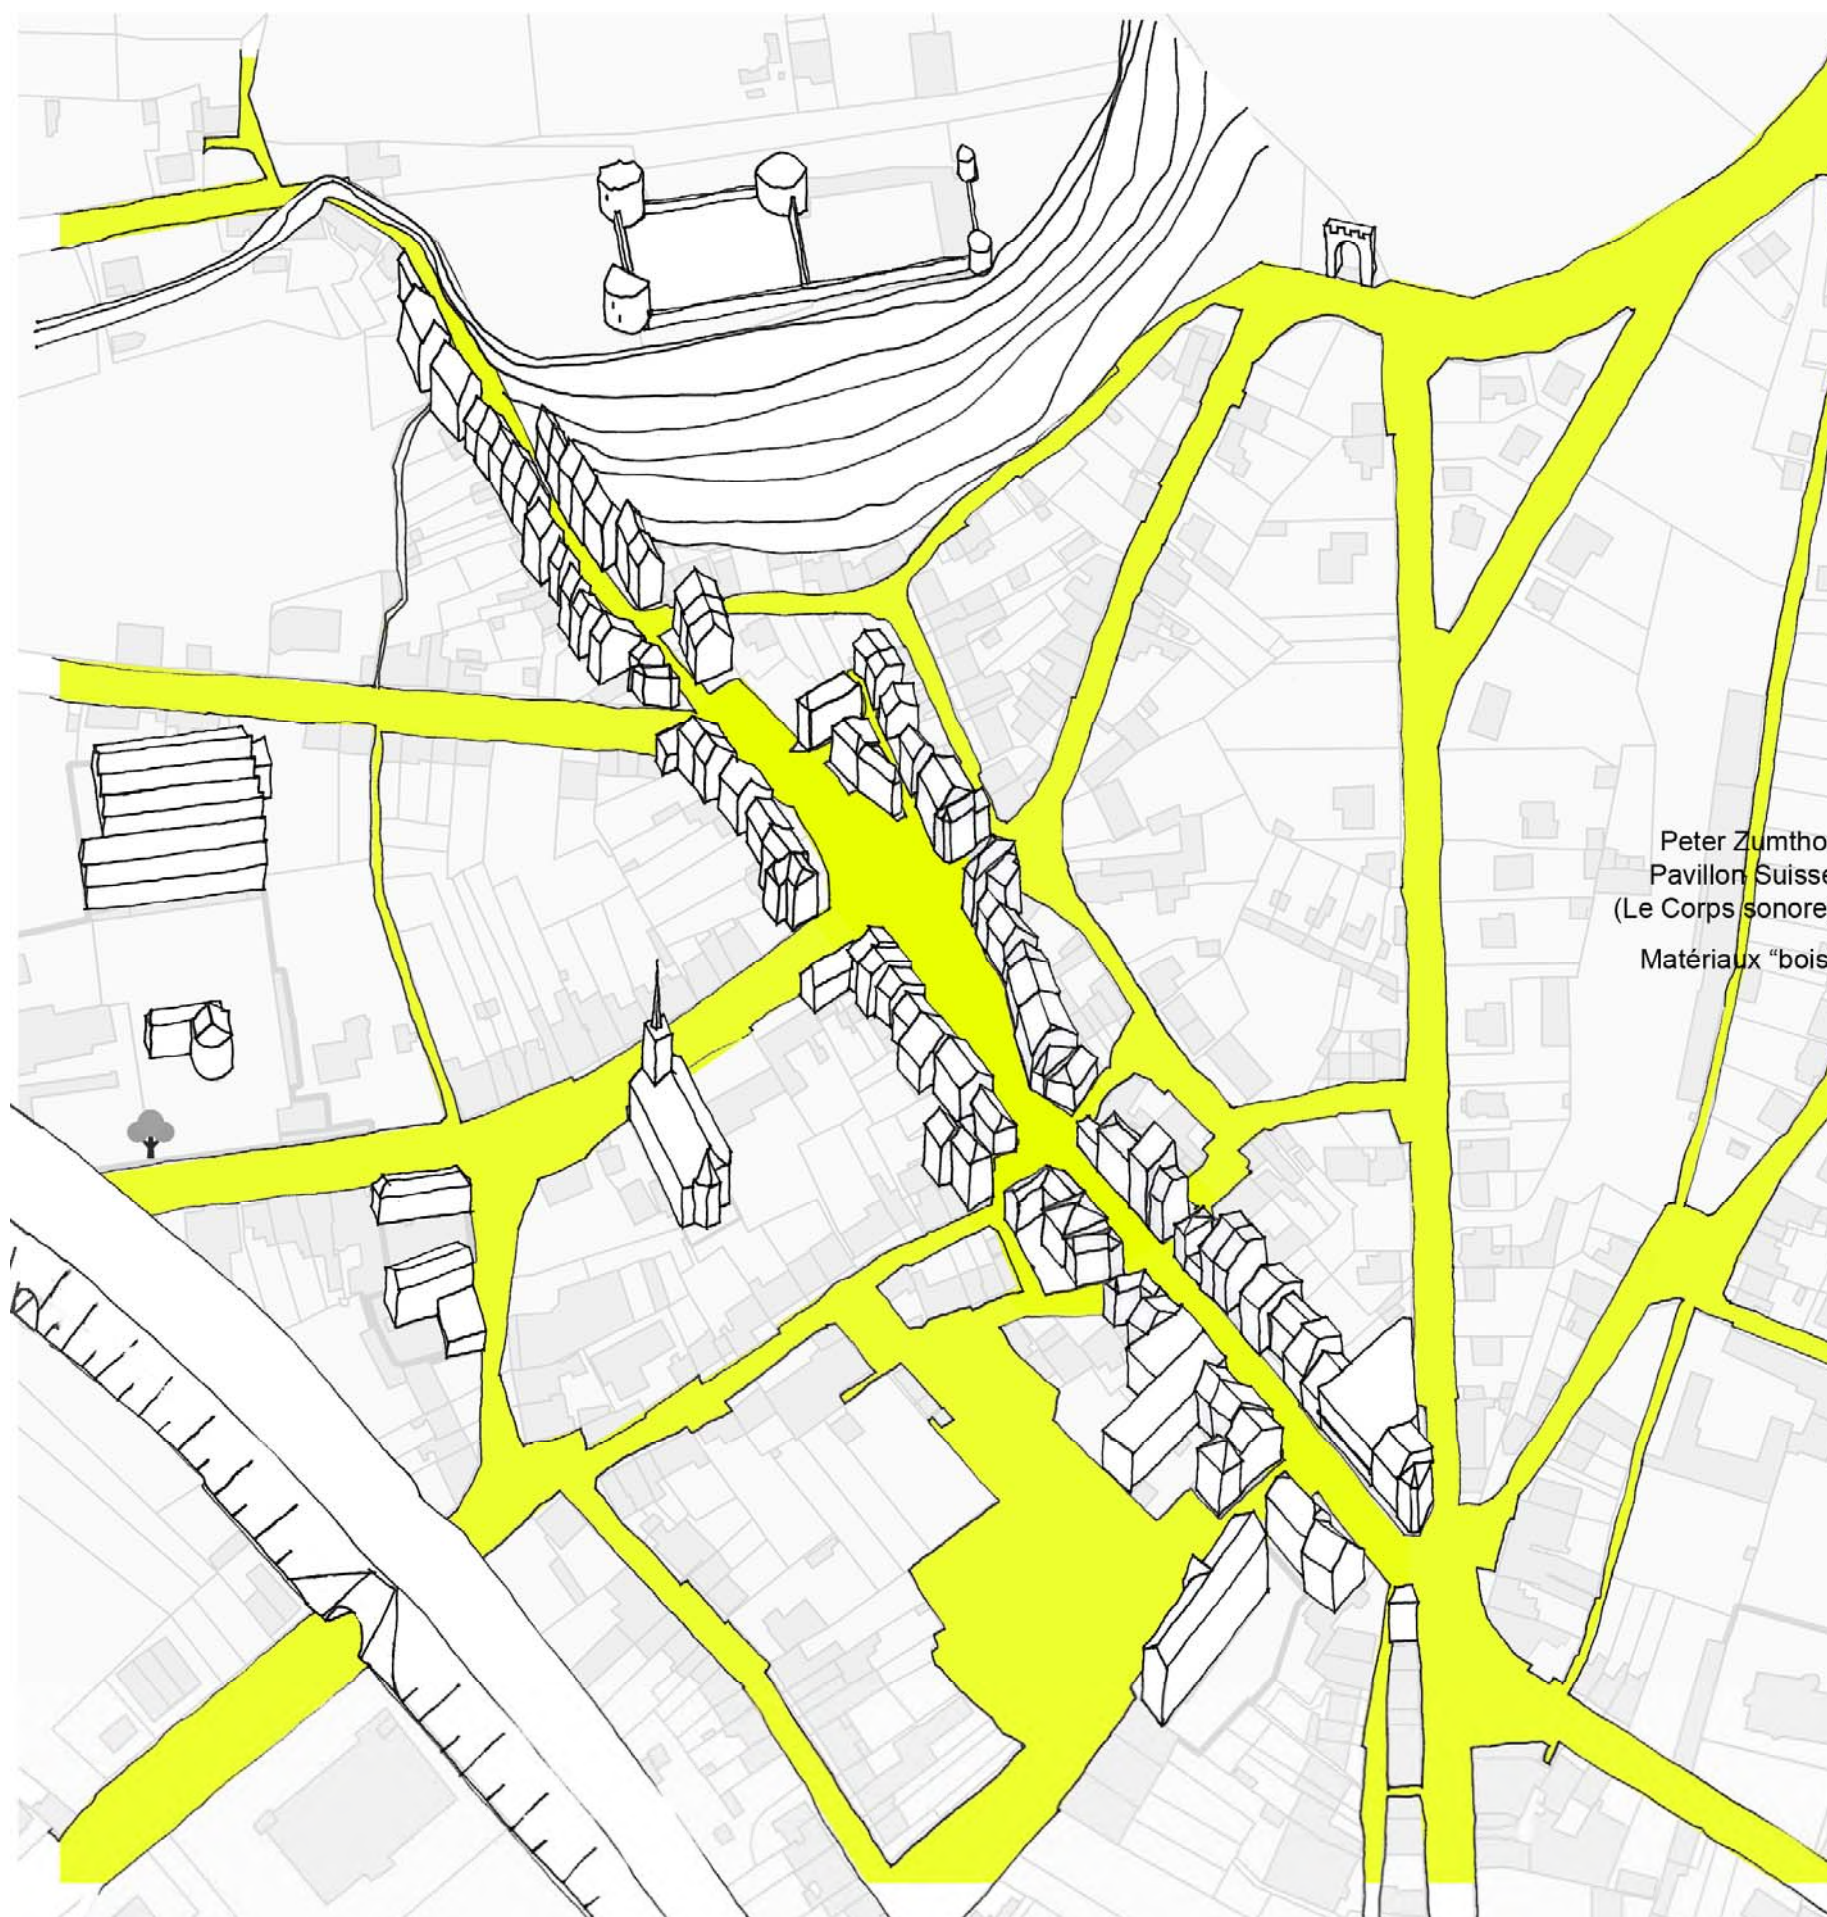 Peter Zumtho
Pavillon Suisse
(Le Corps sonore
Matériaux “bois